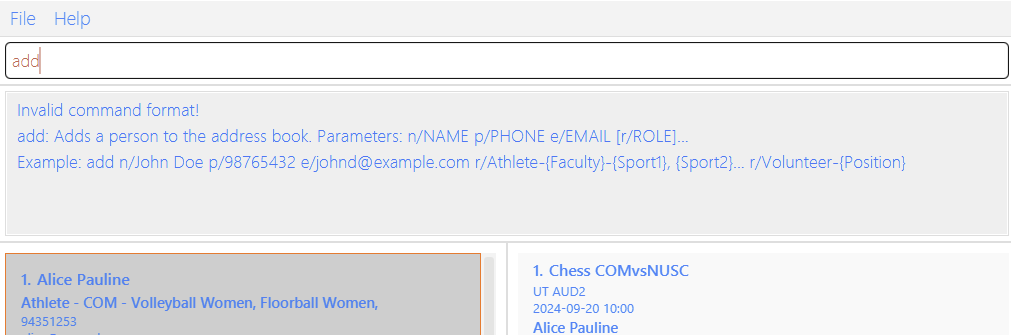 File Help
add
Invalid command format!
add: Adds a person to the address book. Parameters: n/NAME p/PHONE e/EMAIL [r/ROLE]...
Example: add n/John Doe p/98765432 e/johnd@example.com r/Athlete-{Faculty}-{Sport1}, {Sport2}... r/Volunteer-{Position}
1. Alice Pauline
Athlete - COM - Volleyball Women, Floorball Women,
94351253
1. Chess COMvsNUSC
UT AUD2
2024-09-20 10:00
Alice Pauline